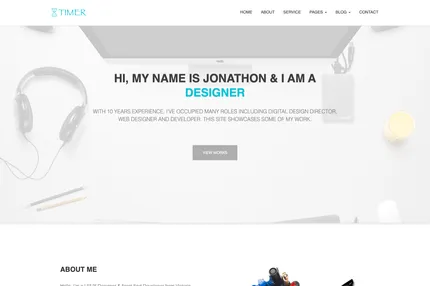 TIMER
HOME ABOUT SERVICE PAGES BLOG CONTACT
HI, MY NAME IS JONATHON & I AM A
DESIGNER
WITH 10 YEARS EXPERIENCE, I'VE OCCUPIED MANY ROLES INCLUDING DIGITAL DESIGN DIRECTOR,
WEB DESIGNER AND DEVELOPER. THIS SITE SHOWCASES SOME OF MY WORK.
VIEW WORKS
ABOUT ME